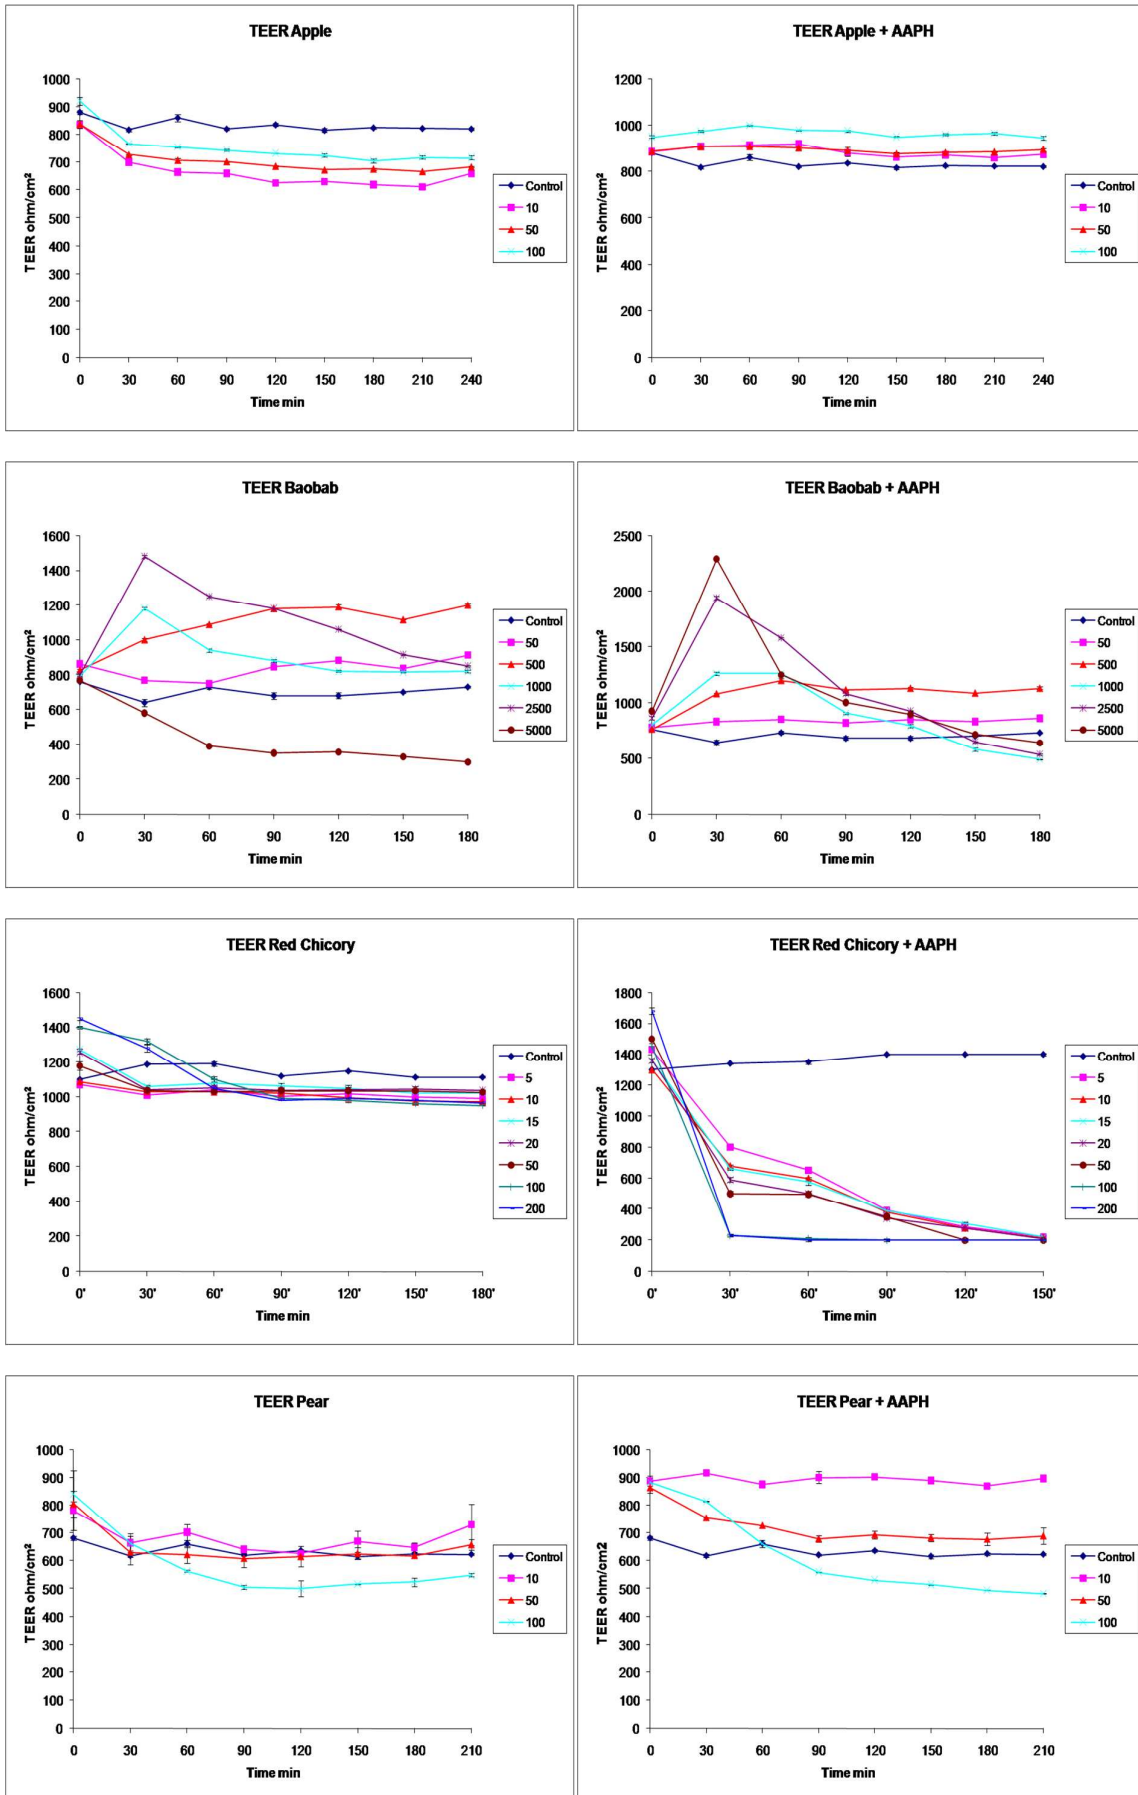 TEER Apple
TEER ohm/cm²
1000
900
800
700
600
500
400
300
200
100
0
0 30 60 90 120 150 180 210 240
Time min
Control
10
50
100
TEER Apple + AAPH
TEER ohm/cm²
1200
1000
800
600
400
200
0
0 30 60 90 120 150 180 210 240
Time min
Control
10
50
100
TEER Baobab
TEER ohm/cm²
1600
1400
1200
1000
800
600
400
200
0
0 30 60 90 120 150 180
Time min
Control
50
500
1000
2500
5000
TEER Baobab + AAPH
TEER ohm/cm²
2500
2000
1500
1000
500
0
0 30 60 90 120 150 180
Time min
Control
50
500
1000
2500
5000
TEER Red Chicory
TEER ohm/cm²
1600
1400
1200
1000
800
600
400
200
0
0' 30' 60' 90' 120' 150' 180'
Time min
Control
5
10
15
20
50
100
200
TEER Red Chicory + AAPH
TEER ohm/cm²
1800
1600
1400
1200
1000
800
600
400
200
0
0' 30' 60' 90' 120' 150'
Time min
Control
5
10
15
20
50
100
200
TEER Pear
TEER ohm/cm²
1000
900
800
700
600
500
400
300
200
100
0
0 30 60 90 120 150 180 210
Time min
Control
10
50
100
TEER Pear + AAPH
TEER ohm/cm2
1000
900
800
700
600
500
400
300
200
100
0
0 30 60 90 120 150 180 210
Time min
Control
10
50
100